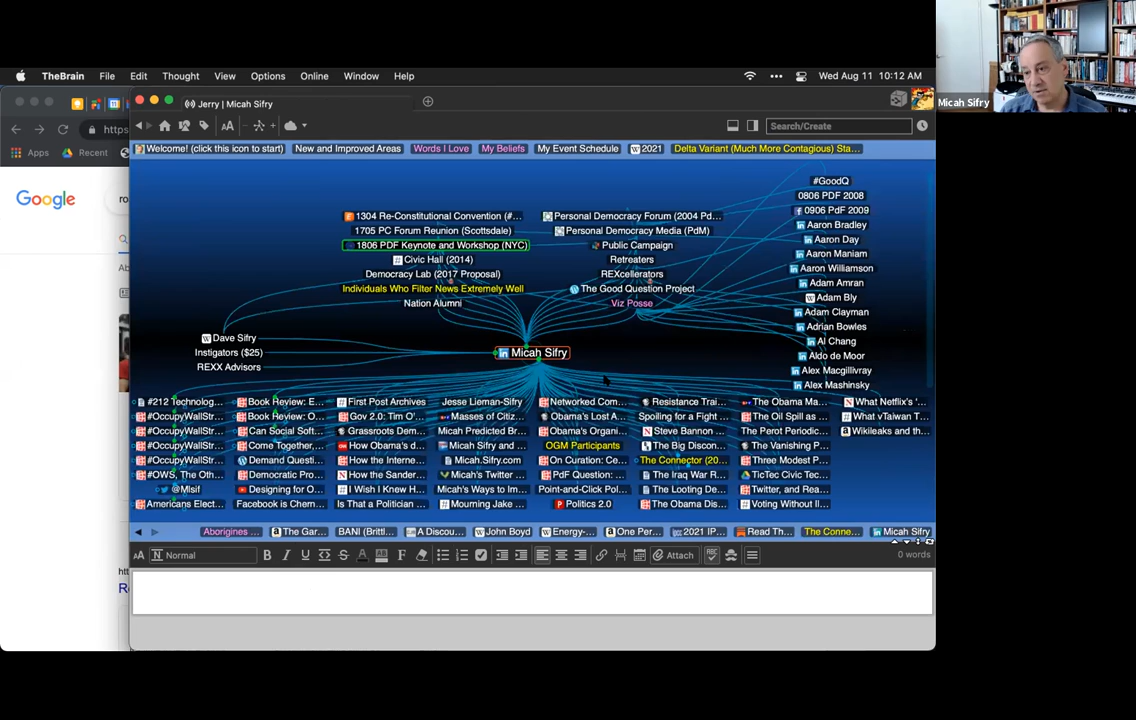 TheBrain File Edit Thought View Options Online Window Help
Wed Aug 11 10:12 AM
Jerry | Micah Sifry
https
Search/Create
Apps Recent
Welcome! (click this icon to start) New and Improved Areas Words I Love My Beliefs My Event Schedule 2021 Delta Variant (Much More Contagious) Sta...
Google
ro
1304 Re-Constitutional Convention (#...
1705 PC Forum Reunion (Scottsdale)
1806 PDF Keynote and Workshop (NYC)
Civic Hall (2014)
Democracy Lab (2017 Proposal)
Individuals Who Filter News Extremely Well
Nation Alumni
Personal Democracy Forum (2004 Pd...
Personal Democracy Media (PdM)
Public Campaign
Retreaters
REXccelerators
The Good Question Project
Viz Posse
#GoodQ
0806 PDF 2008
0906 PdF 2009
Aaron Bradley
Aaron Day
Aaron Maniam
Aaron Williamson
Adam Amran
Adam Bly
Adam Clayman
Adrian Bowles
Al Chang
Aldo de Moor
Alex Macgillivray
Alex Mashinsky
Dave Sifry
Instigators ($25)
REXX Advisors
Micah Sifry
#212 Technolog...
#OccupyWallStr...
#OccupyWallStr...
#OccupyWallStr...
#OccupyWallStr...
#OWS, The Oth...
@Mlsif
Americans Elect...
Book Review: E...
Book Review: O...
Can Social Soft...
Come Together,...
Demand Questi...
Democratic Pro...
Designing for O...
Facebook is Chem...
First Post Archives
Gov 2.0: Tim O'...
Grassroots Dem...
How Obama's d...
How the Interne...
How the Sander...
I Wish I Knew H...
Is That a Politician ...
Jesse Lieman-Sifry
Masses of Citiz...
Micah Predicted Br...
Micah Sifry and ...
Micah Sifry.com
Micah's Twitter ...
Micah's Ways to Im...
Mourning Jake ...
Networked Com...
Obama's Lost A...
Obama's Organi...
OGM Participants
On Curation: Ce...
PdF Question: ...
Point-and-Click Pol...
Politics 2.0
Resistance Trai...
Spoiling for a Fight ...
Steve Bannon ...
The Big Discon...
The Connector (20...
The Iraq War R...
The Looting De...
The Obama Dis...
The Obama Ma...
The Oil Spill as ...
The Perot Periodic...
The Vanishing P...
Three Modest P...
TicTec Civic Tec...
Twitter, and Rea...
Voting Without II...
What Netflix's '...
What vTaiwan T...
Wikileaks and th...
Aborigines ... The Gar... BANI (Brittl... A Discou... John Boyd Energy-... One Per... 2021 IP... Read Th... The Conne... Micah Sifry
Normal B I U S A F Attach 0 words
Micah Sifry